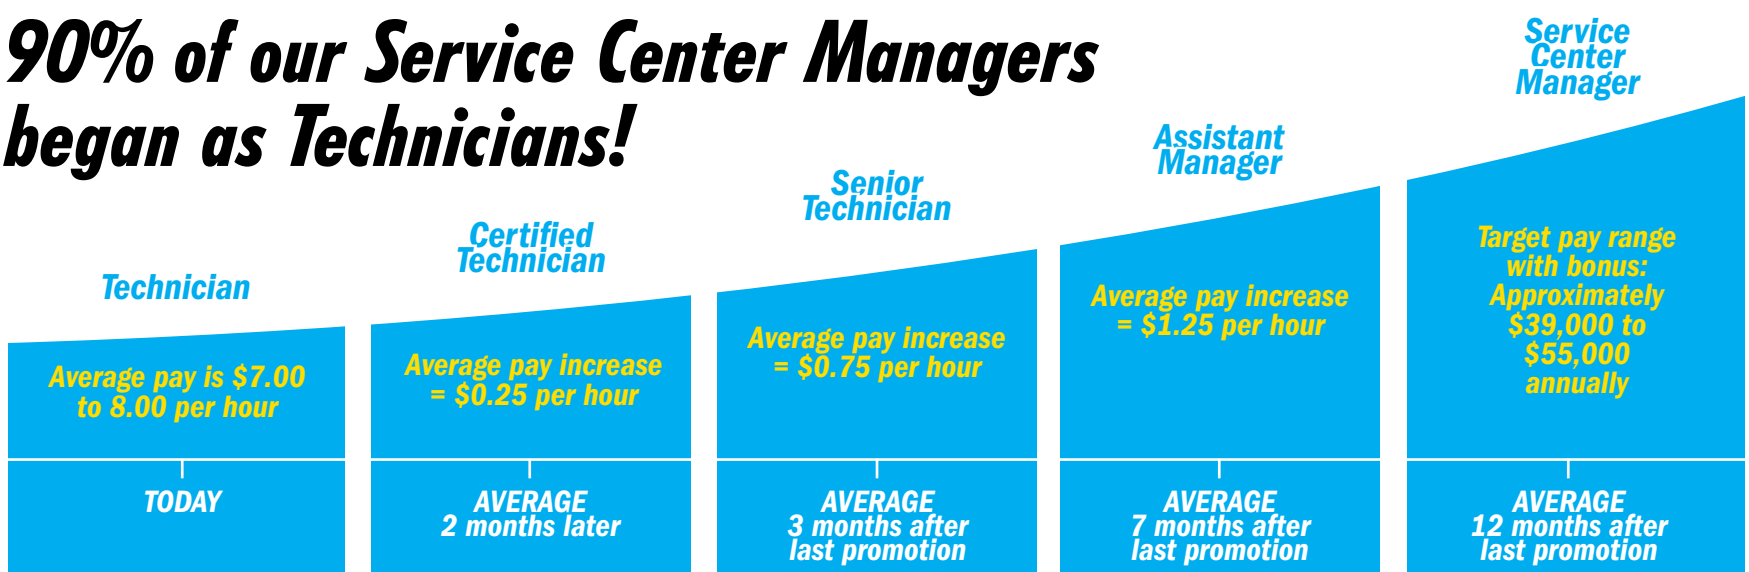 90% of our Service Center Managers
began as Technicians!
Technician
Average pay is $7.00
to 8.00 per hour
TODAY
Certified
Technician
Average pay increase
= $0.25 per hour
AVERAGE
2 months later
Senior
Technician
Average pay increase
= $0.75 per hour
AVERAGE
3 months after
last promotion
Assistant
Manager
Average pay increase
= $1.25 per hour
AVERAGE
7 months after
last promotion
Service
Center
Manager
Target pay range
with bonus:
Approximately
$39,000 to
$55,000
annually
AVERAGE
12 months after
last promotion